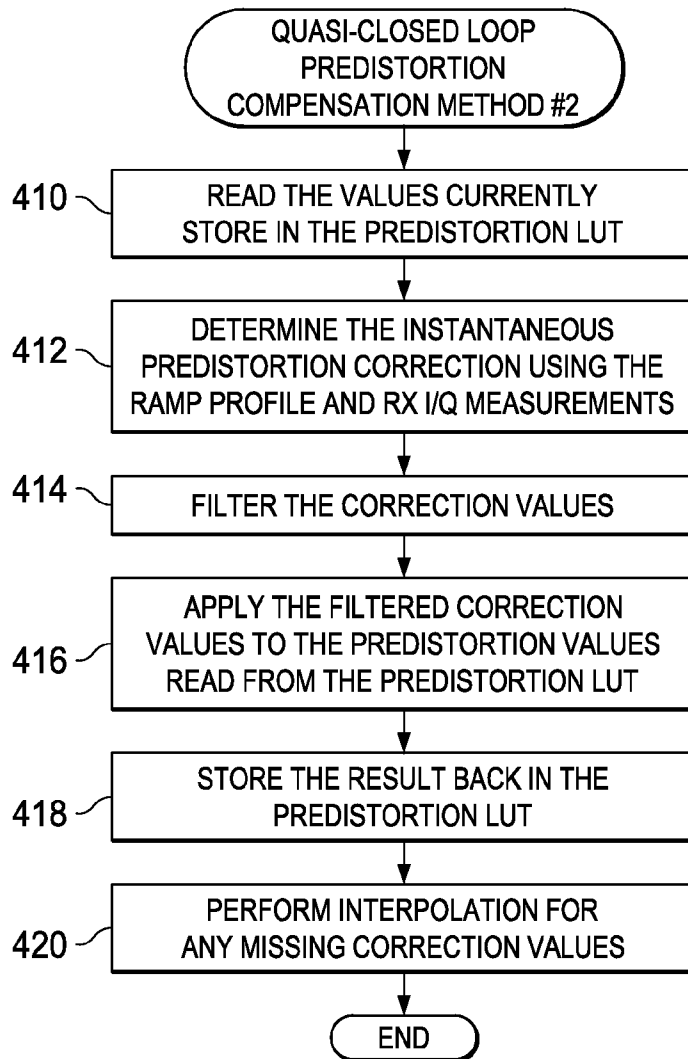 QUASI-CLOSED LOOP
PREDISTORTION
COMPENSATION METHOD #2
410
READ THE VALUES CURRENTLY
STORE IN THE PREDISTORTION LUT
412
DETERMINE THE INSTANTANEOUS
PREDISTORTION CORRECTION USING THE
RAMP PROFILE AND RX I/Q MEASUREMENTS
414
FILTER THE CORRECTION VALUES
416
APPLY THE FILTERED CORRECTION
VALUES TO THE PREDISTORTION VALUES
READ FROM THE PREDISTORTION LUT
418
STORE THE RESULT BACK IN THE
PREDISTORTION LUT
420
PERFORM INTERPOLATION FOR
ANY MISSING CORRECTION VALUES
END